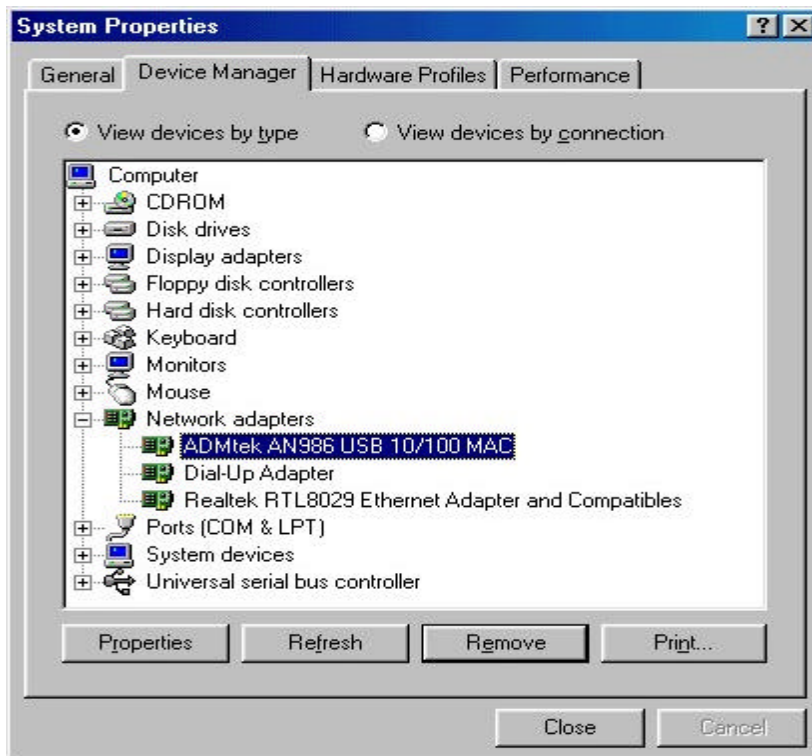 System Properties
General Device Manager Hardware Profiles Performance
View devices by type View devices by connection
Computer
CDROM
Disk drives
Display adapters
Floppy disk controllers
Hard disk controllers
Keyboard
Monitors
Mouse
Network adapters
ADMtek AN986 USB 10/100 MAC
Dial-Up Adapter
Realtek RTL8029 Ethernet Adapter and Compatibles
Ports (COM & LPT)
System devices
Universal serial bus controller
Properties Refresh Remove Print...
Close Cancel